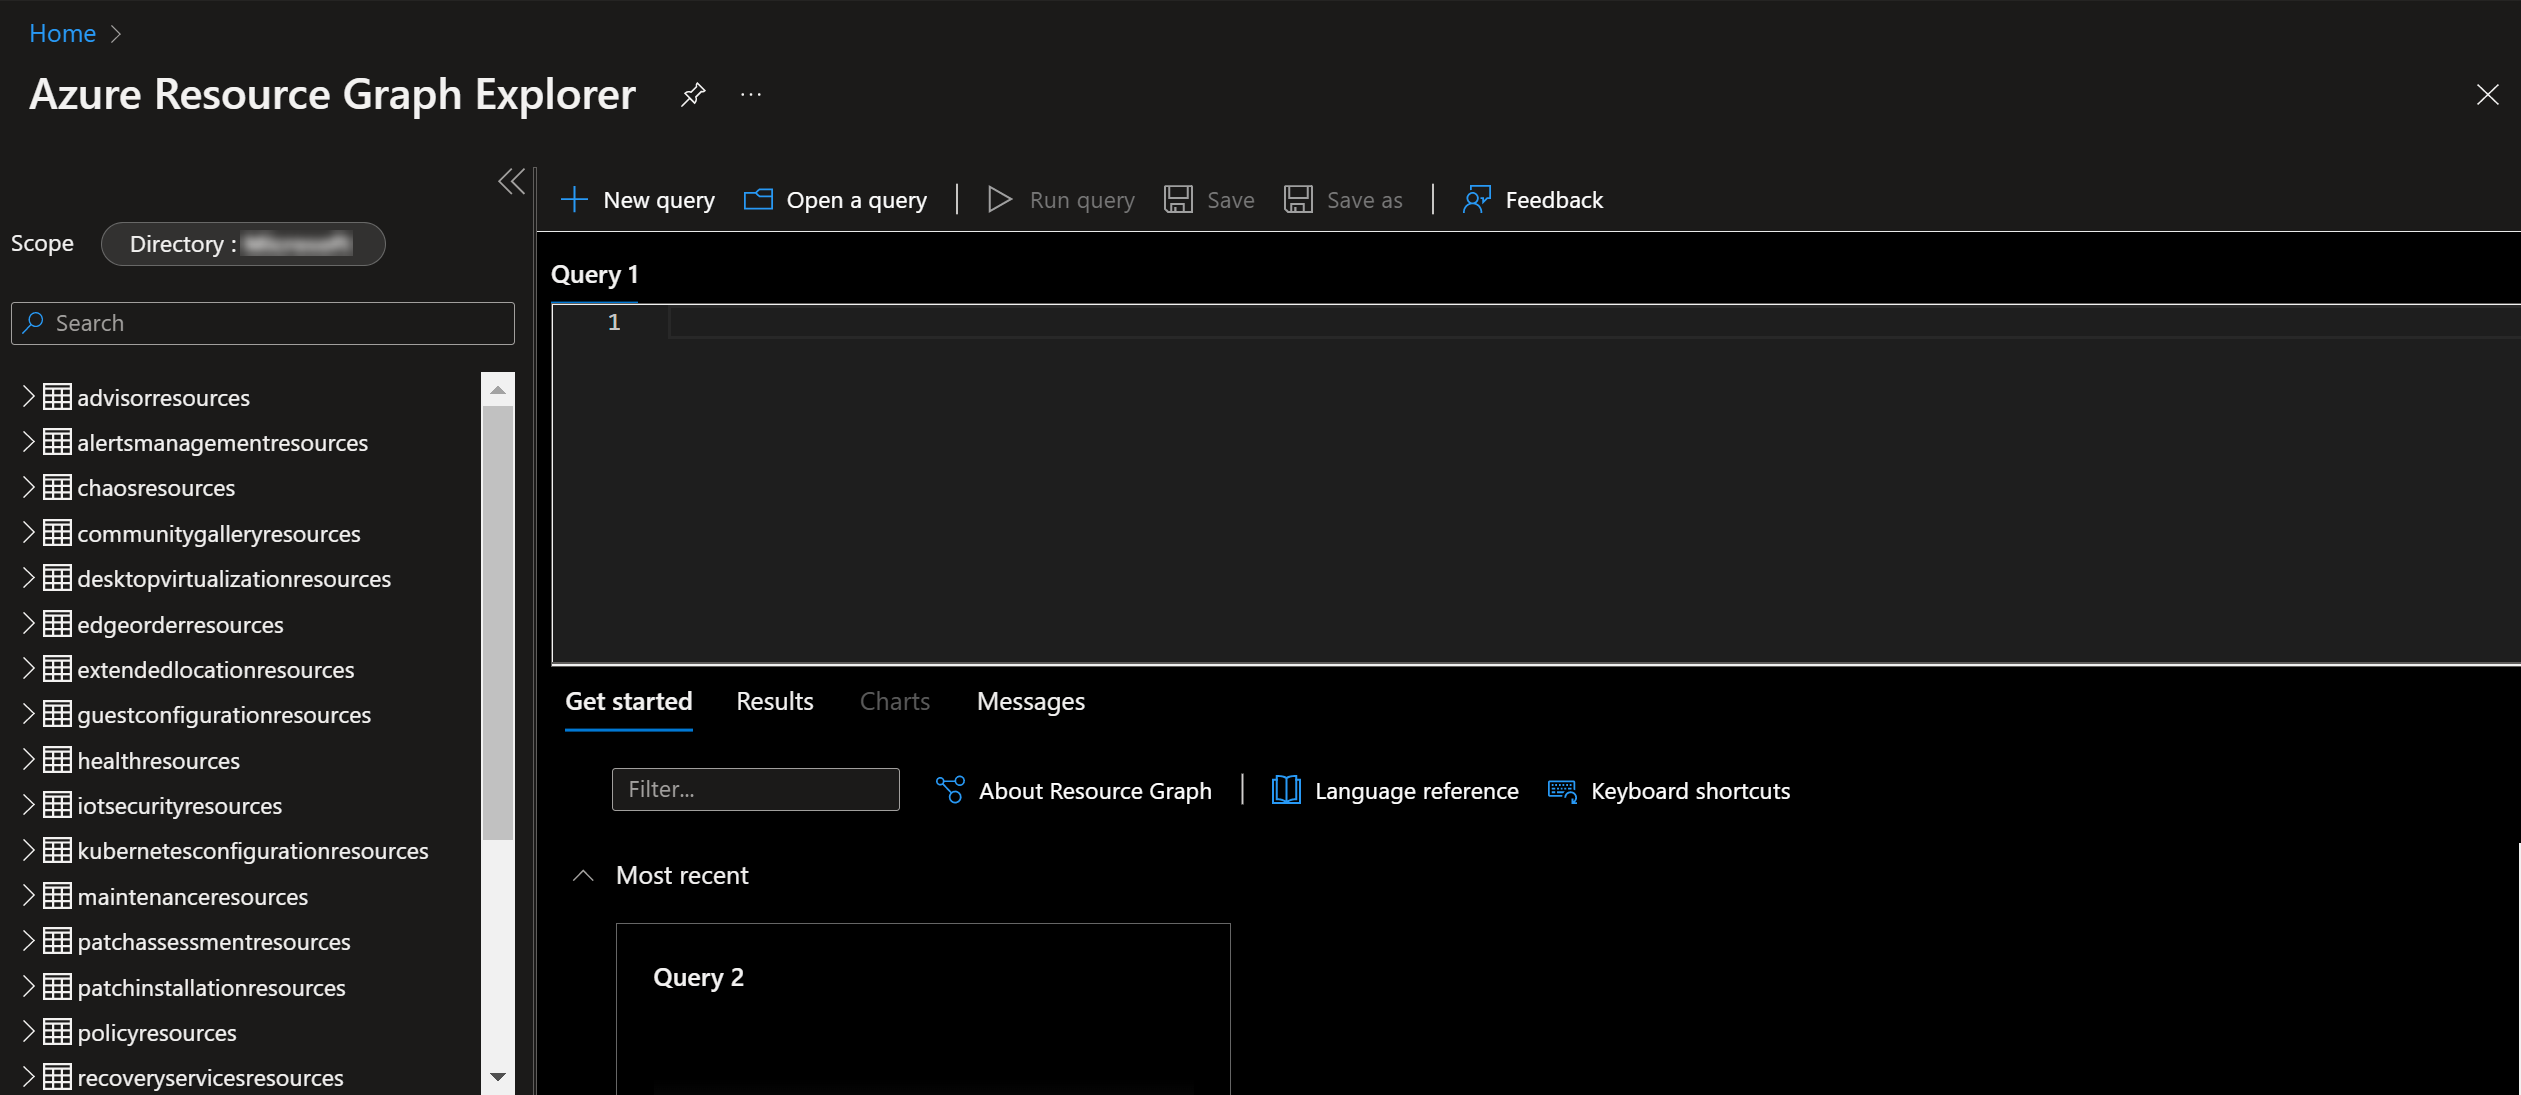 Home
Azure Resource Graph Explorer
Scope
Directory :
Search
advisorresources
alertsmanagementresources
chaosresources
communitygalleryresources
desktopvirtualizationresources
edgeorderresources
extendedlocationresources
guestconfigurationresources
healthresources
iotsecurityresources
kubernetesconfigurationresources
maintenanceresources
patchassessmentresources
patchinstallationresources
policyresources
recoveryservicesresources
New query Open a query Run query Save Save as Feedback
Query 1
1
Get started Results Charts Messages
Filter... About Resource Graph Language reference Keyboard shortcuts
Most recent
Query 2